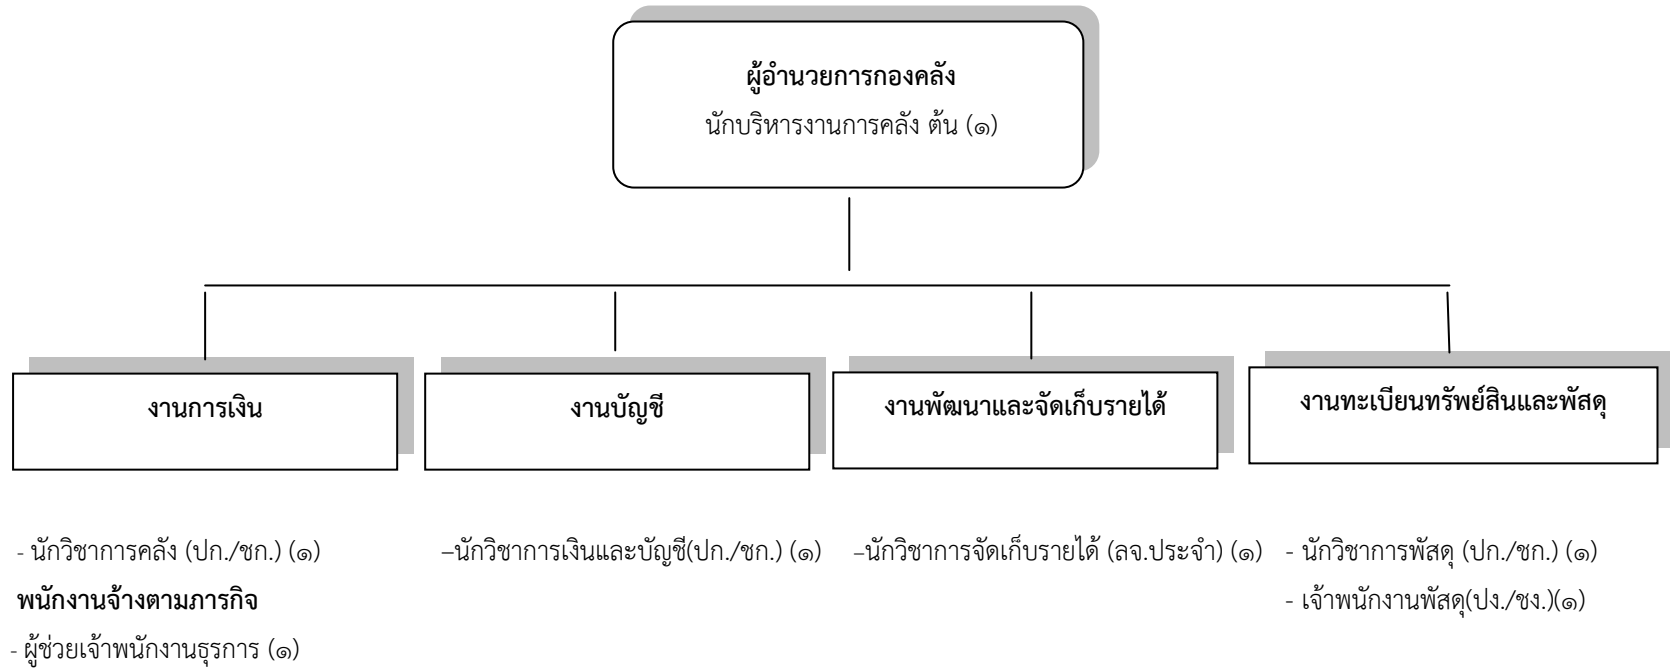 ผู้อำนวยการกองคลัง
นักบริหารงานการคลัง ต้น (๑)
งานการเงิน
งานบัญชี
งานพัฒนาและจัดเก็บรายได้
งานทะเบียนทรัพย์สินและพัสดุ
- นักวิชาการคลัง (ปก./ชก.) (๑)
พนักงานจ้างตามภารกิจ
- ผู้ช่วยเจ้าพนักงานธุรการ (๑)
–นักวิชาการเงินและบัญชี(ปก./ชก.) (๑)
–นักวิชาการจัดเก็บรายได้ (ลจ.ประจำ) (๑)
- นักวิชาการพัสดุ (ปก./ชก.) (๑)
- เจ้าพนักงานพัสดุ(ปง./ชง.)(๑)